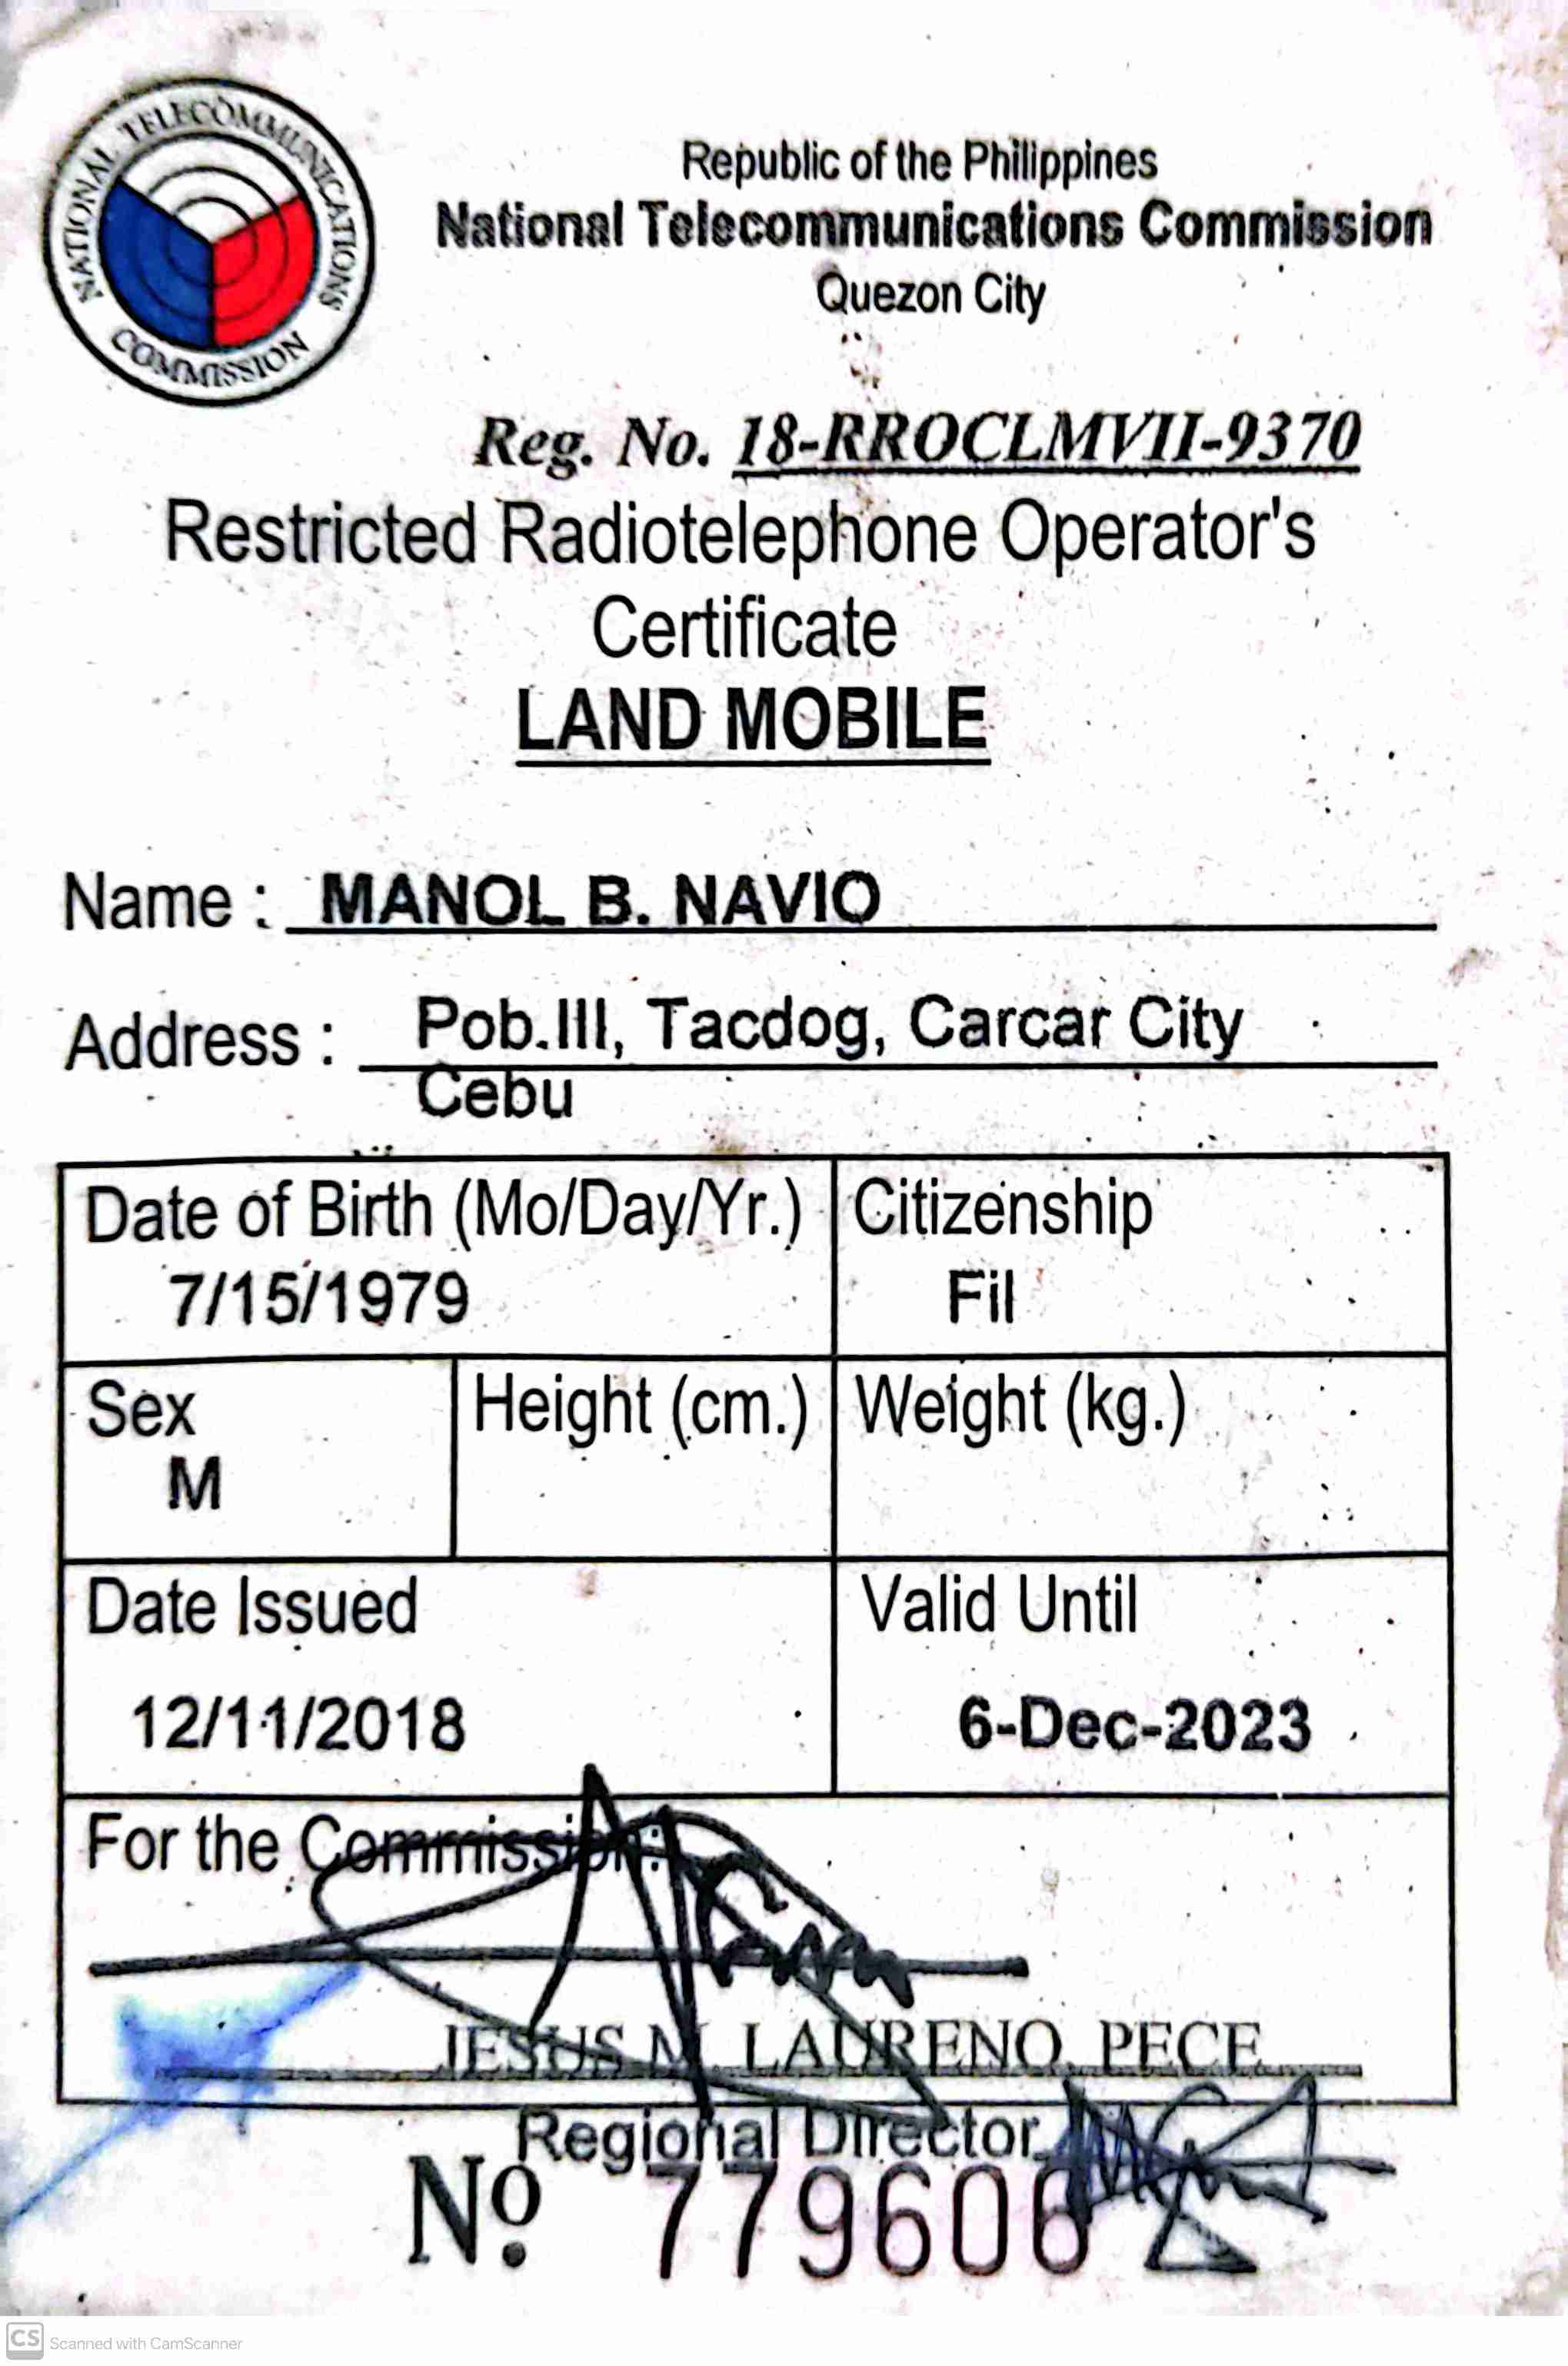 NATIONAL TELECOMMUNICATIONS
COMMISSION
Republic of the Philippines
National Telecommunications Commission
Quezon City
Reg. No. 18-RROCLMVII-9370
Restricted Radiotelephone Operator's
Certificate
LAND MOBILE
Name : MANOL B. NAVIO
Address : Pob.III, Tacdog, Carcar City
Cebu
Date of Birth (Mo/Day/Yr.) Citizenship
7/15/1979 Fil
Sex Height (cm.) Weight (kg.)
M
Date Issued Valid Until
12/11/2018 6-Dec-2023
For the Commission:
JESUS M. LAURENO, PECE
Regional Director
Nº 779606
CS Scanned with CamScanner